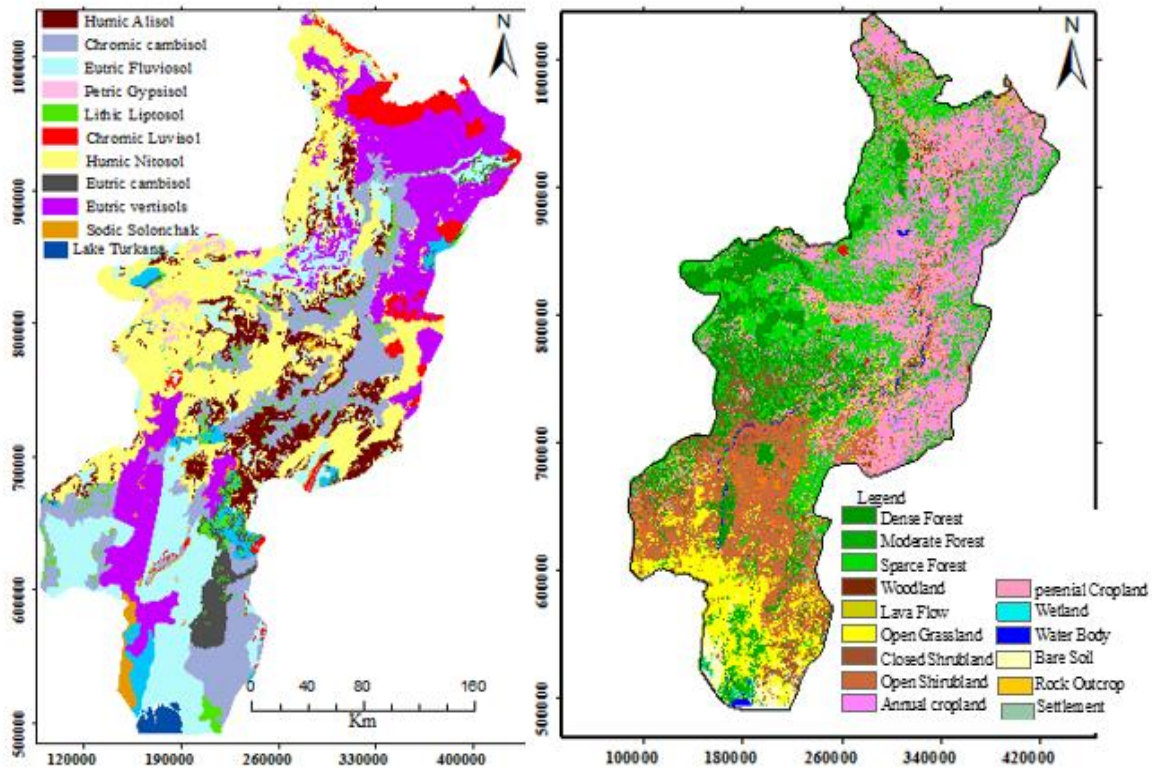 Humic Alisol
Chromic cambisol
Eutric Fluviosol
Petric Gypsisol
Lithic Liptosol
Chromic Luvisol
Humic Nitosol
Eutric cambisol
Eutric vertisols
Sodic Solonchak
Lake Turkana
N
1000000
900000
800000
700000
600000
500000
0 40 80 160
Km
120000 190000 260000 330000 400000
N
1000000
900000
800000
700000
600000
500000
Legend
Dense Forest
Moderate Forest
Sparce Forest
Woodland
Lava Flow
Open Grassland
Closed Shrubland
Open Shirubland
Annual cropland
perenial Cropland
Wetland
Water Body
Bare Soil
Rock Outcrop
Settlement
100000 180000 260000 340000 420000